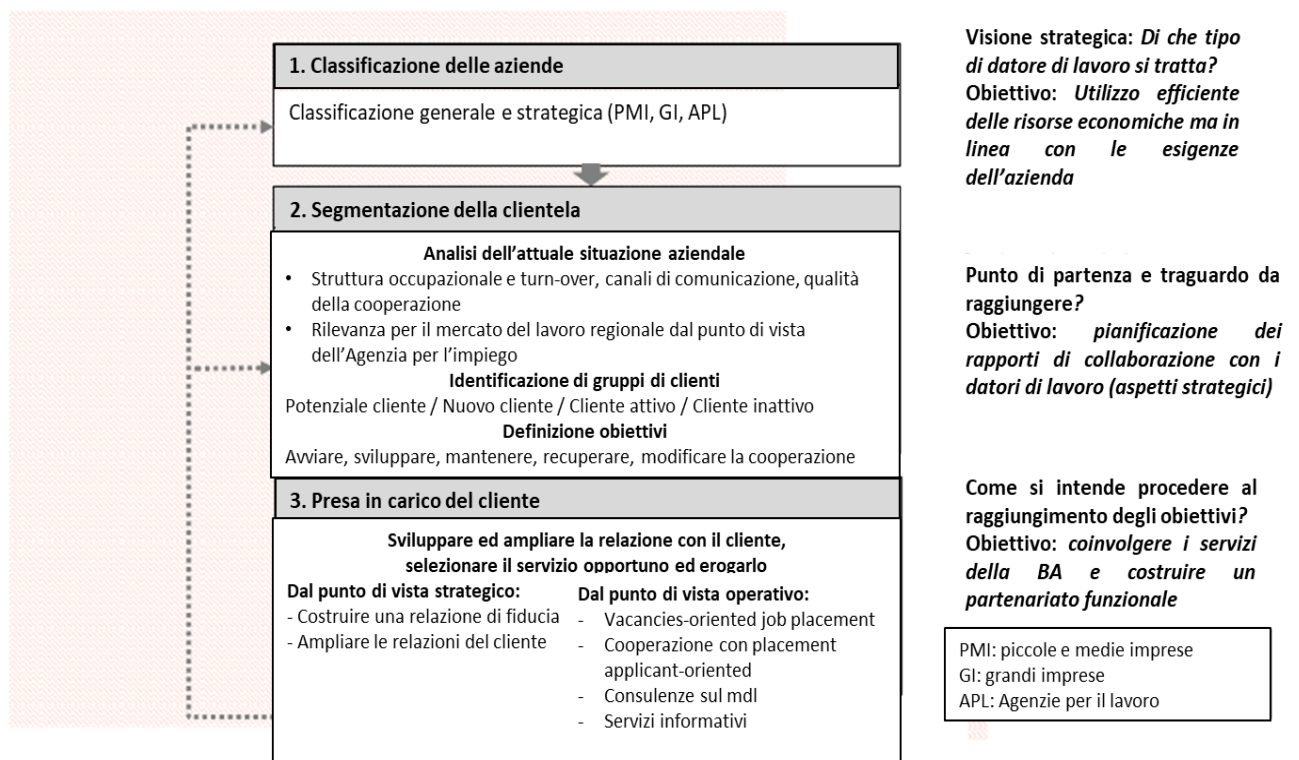 1. Classificazione delle aziende
Classificazione generale e strategica (PMI, GI, APL)
Visione strategica: Di che tipo
di datore di lavoro si tratta?
Obiettivo: Utilizzo efficiente
delle risorse economiche ma in
linea con le esigenze
dell'azienda
2. Segmentazione della clientela
Analisi dell'attuale situazione aziendale
• Struttura occupazionale e turn-over, canali di comunicazione, qualità
della cooperazione
• Rilevanza per il mercato del lavoro regionale dal punto di vista
dell'Agenzia per l'impiego
Identificazione di gruppi di clienti
Potenziale cliente / Nuovo cliente / Cliente attivo / Cliente inattivo
Definizione obiettivi
Avviare, sviluppare, mantenere, recuperare, modificare la cooperazione
Punto di partenza e traguardo da
raggiungere?
Obiettivo: pianificazione dei
rapporti di collaborazione con i
datori di lavoro (aspetti strategici)
3. Presa in carico del cliente
Sviluppare ed ampliare la relazione con il cliente,
selezionare il servizio opportuno ed erogarlo
Dal punto di vista strategico:
- Costruire una relazione di fiducia
- Ampliare le relazioni del cliente
Dal punto di vista operativo:
- Vacancies-oriented job placement
- Cooperazione con placement
applicant-oriented
- Consulenze sul mdl
- Servizi informativi
Come si intende procedere al
raggiungimento degli obiettivi?
Obiettivo: coinvolgere i servizi
della BA e costruire un
partenariato funzionale
PMI: piccole e medie imprese
GI: grandi imprese
APL: Agenzie per il lavoro